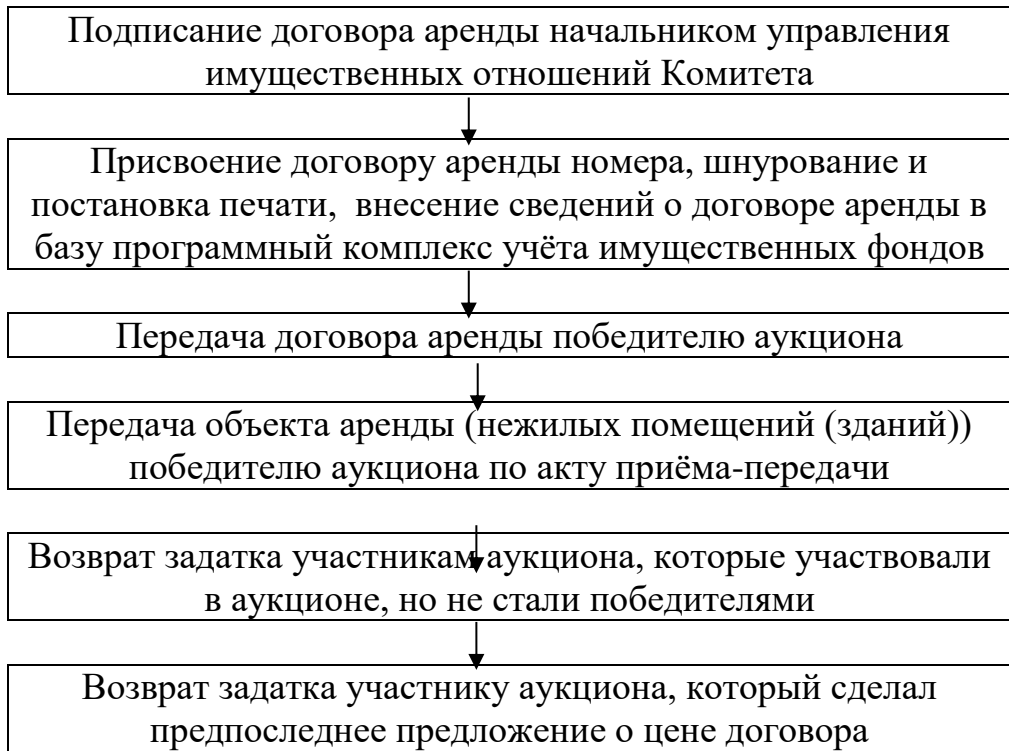 Подписание договора аренды начальником управления
имущественных отношений Комитета
Присвоение договору аренды номера, шнурование и
постановка печати, внесение сведений о договоре аренды в
базу программный комплекс учёта имущественных фондов
Передача договора аренды победителю аукциона
Передача объекта аренды (нежилых помещений (зданий))
победителю аукциона по акту приёма-передачи
Возврат задатка участникам аукциона, которые участвовали
в аукционе, но не стали победителями
Возврат задатка участнику аукциона, который сделал
предпоследнее предложение о цене договора